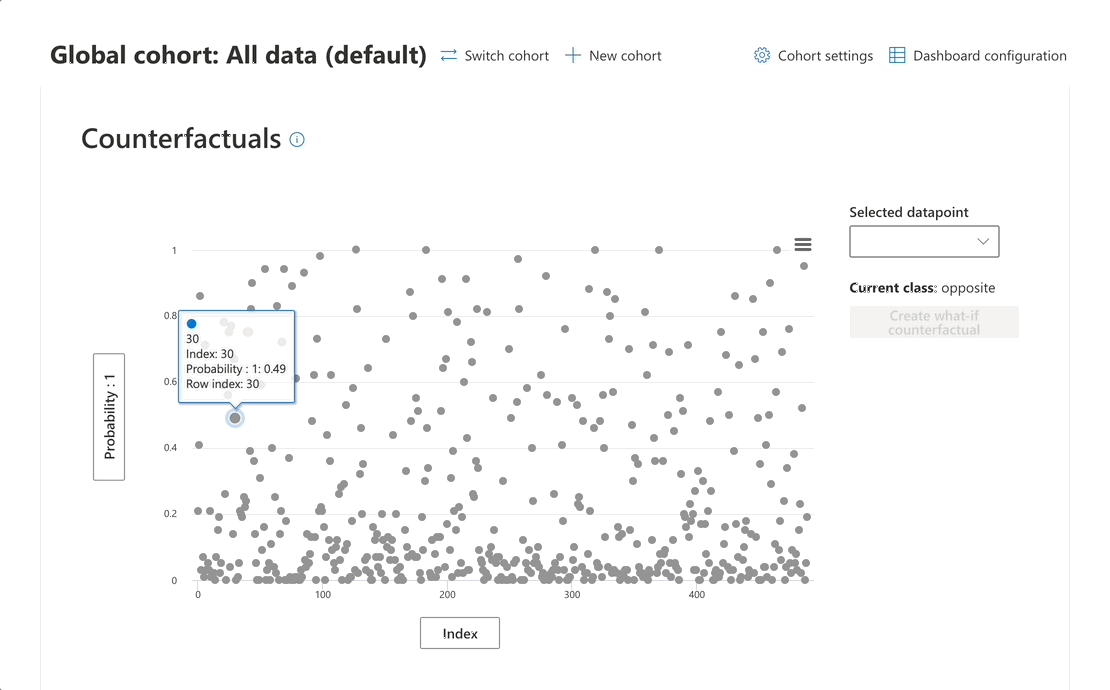 Global cohort: All data (default) Switch cohort New cohort Cohort settings Dashboard configuration
Counterfactuals
Selected datapoint
Current class: opposite
Create what-if
counterfactual
1
0.8
0.6
0.4
0.2
0
30
Index: 30
Probability : 1: 0.49
Row index: 30
Probability : 1
0 100 200 300 400
Index